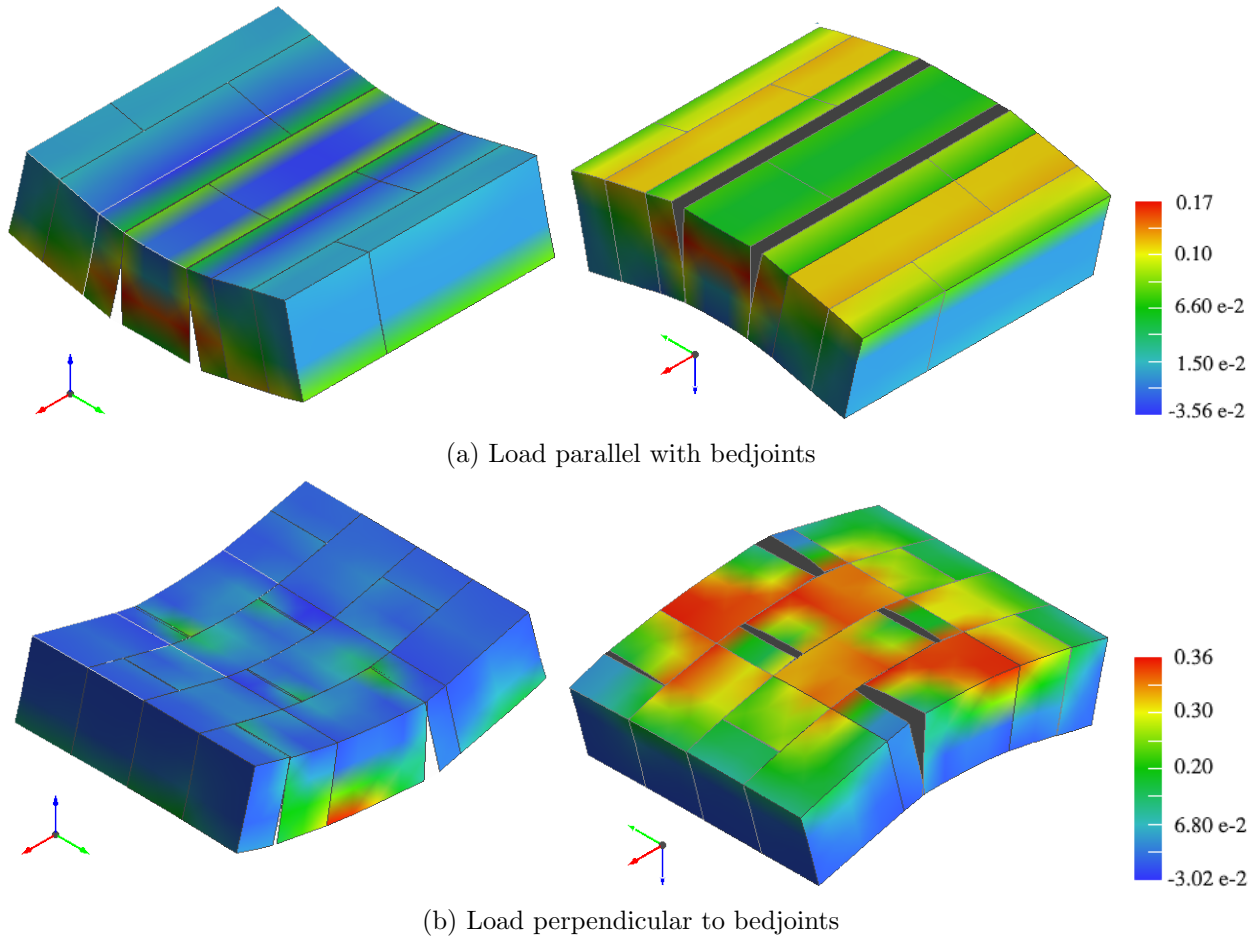 0.17
0.10
6.60 e-2
1.50 e-2
-3.56 e-2
(a) Load parallel with bedjoints
0.36
0.30
0.20
6.80 e-2
-3.02 e-2
(b) Load perpendicular to bedjoints